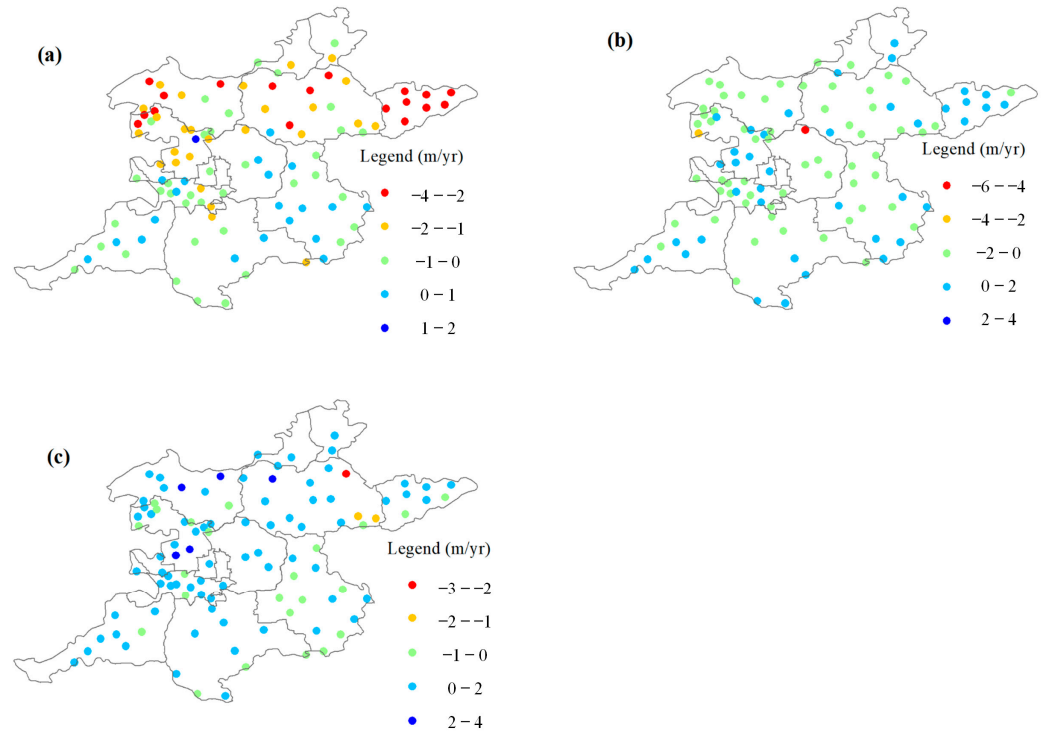 (a)
Legend (m/yr)
−4 – −2
−2 – −1
−1 – 0
0 – 1
1 – 2
(b)
Legend (m/yr)
−6 – −4
−4 – −2
−2 – 0
0 – 2
2 – 4
(c)
Legend (m/yr)
−3 – −2
−2 – −1
−1 – 0
0 – 2
2 – 4